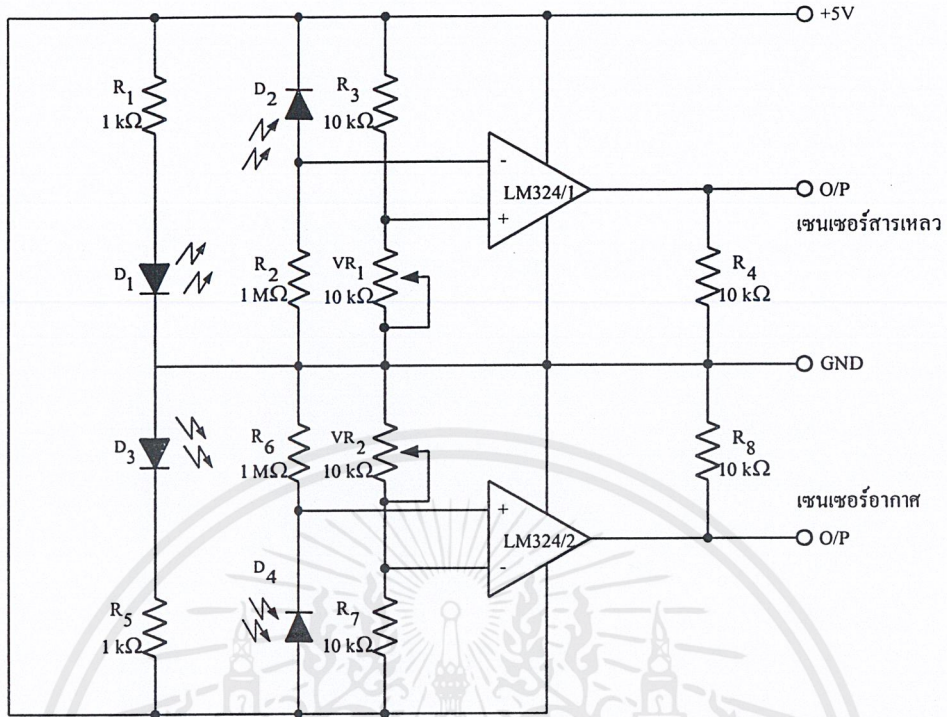 +5V
R1
1 kΩ
D2
R3
10 kΩ
-
LM324/1
+
O/P
เซนเซอร์สารเหลว
D1
R2
1 MΩ
VR1
10 kΩ
R4
10 kΩ
GND
D3
R6
1 MΩ
VR2
10 kΩ
R8
10 kΩ
เซนเซอร์อากาศ
+
LM324/2
-
O/P
D4
R5
1 kΩ
R7
10 kΩ